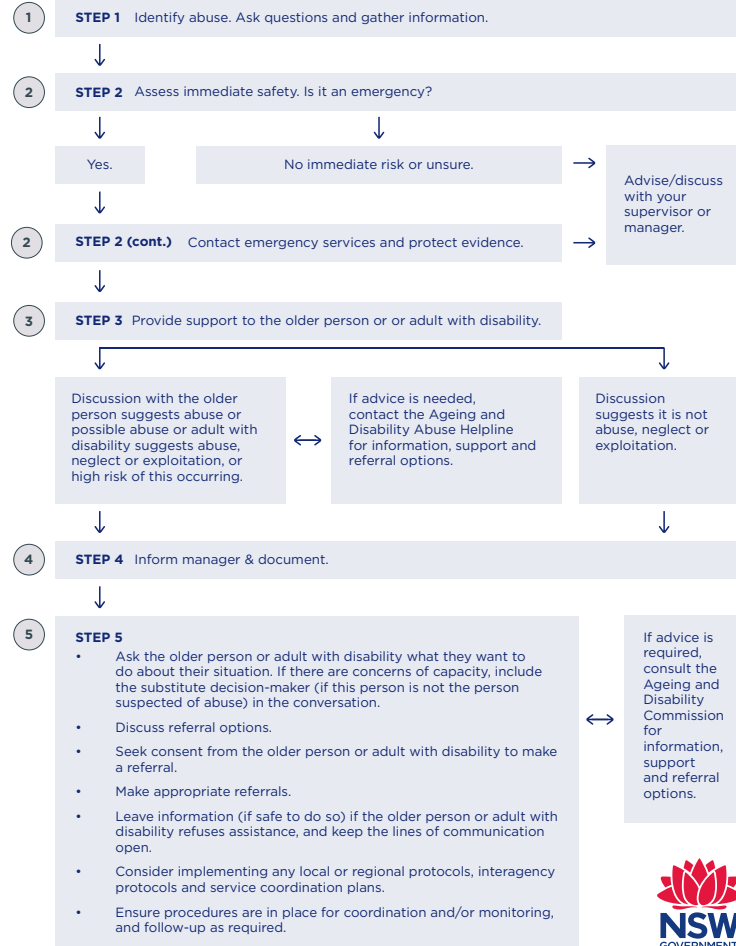 1
STEP 1 Identify abuse. Ask questions and gather information.
2
STEP 2 Assess immediate safety. Is it an emergency?
Yes.
No immediate risk or unsure.
Advise/discuss
with your
supervisor or
manager.
2
STEP 2 (cont.) Contact emergency services and protect evidence.
3
STEP 3 Provide support to the older person or or adult with disability.
Discussion with the older
person suggests abuse or
possible abuse or adult with
disability suggests abuse,
neglect or exploitation, or
high risk of this occurring.
If advice is needed,
contact the Ageing and
Disability Abuse Helpline
for information, support and
referral options.
Discussion
suggests it is not
abuse, neglect or
exploitation.
4
STEP 4 Inform manager & document.
5
STEP 5
• Ask the older person or adult with disability what they want to
do about their situation. If there are concerns of capacity, include
the substitute decision-maker (if this person is not the person
suspected of abuse) in the conversation.
• Discuss referral options.
• Seek consent from the older person or adult with disability to make
a referral.
• Make appropriate referrals.
• Leave information (if safe to do so) if the older person or adult with
disability refuses assistance, and keep the lines of communication
open.
• Consider implementing any local or regional protocols, interagency
protocols and service coordination plans.
• Ensure procedures are in place for coordination and/or monitoring,
and follow-up as required.
If advice is
required,
consult the
Ageing and
Disability
Commission
for
information,
support
and referral
options.
NSW
GOVERNMENT